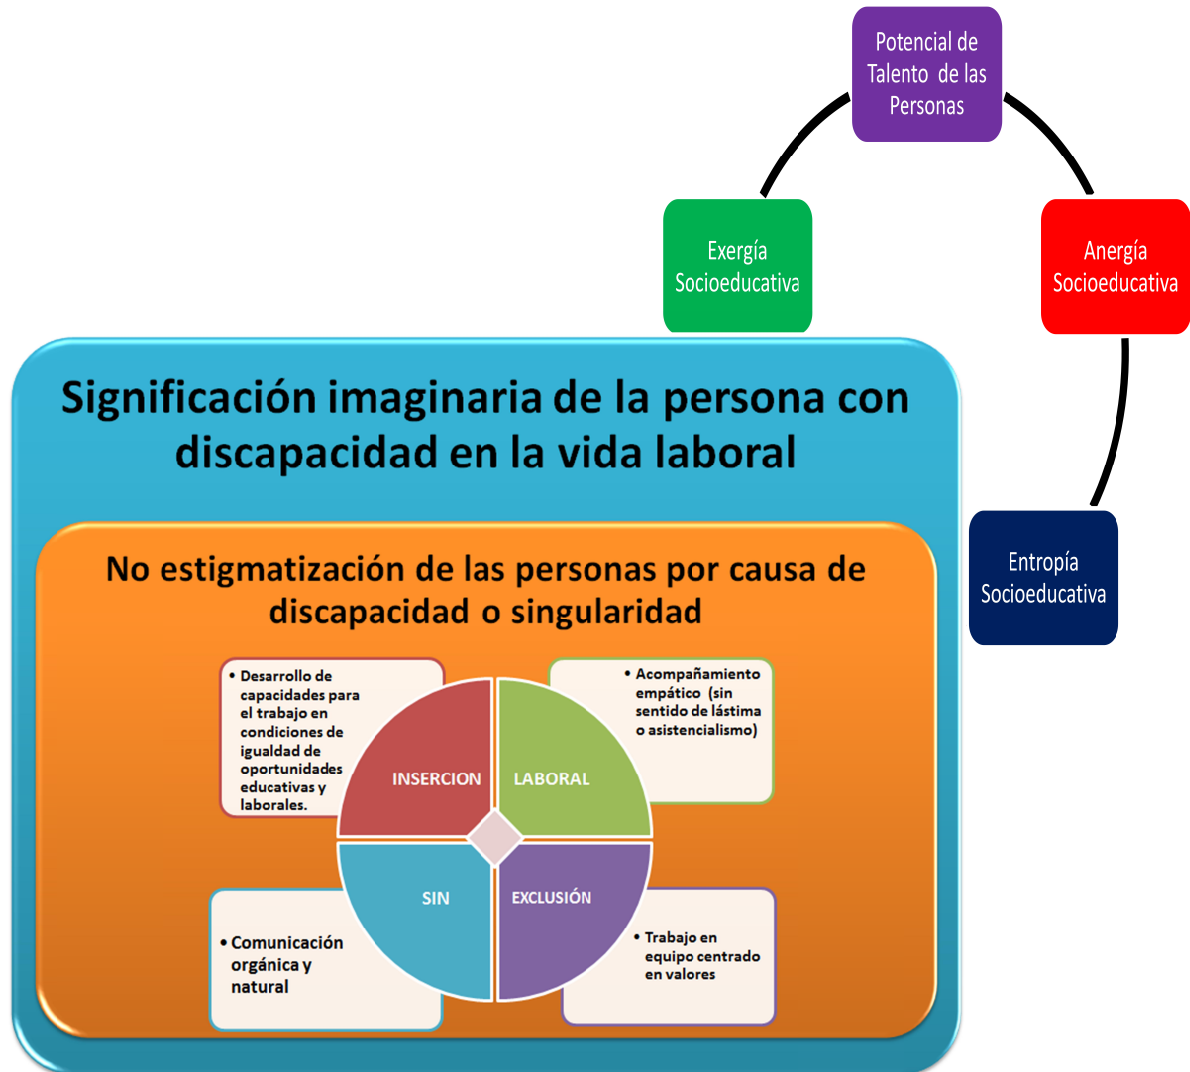 Potencial de
Talento de las
Personas
Exergía
Socioeducativa
Anergía
Socioeducativa
Significación imaginaria de la persona con
discapacidad en la vida laboral
Entropía
Socioeducativa
No estigmatización de las personas por causa de
discapacidad o singularidad
• Desarrollo de
capacidades para
el trabajo en
condiciones de
igualdad de
oportunidades
educativas y
laborales.
• Acompañamiento
empático (sin
sentido de lástima
o asistencialismo)
INSERCION
LABORAL
SIN
EXCLUSIÓN
• Comunicación
orgánica y
natural
• Trabajo en
equipo centrado
en valores